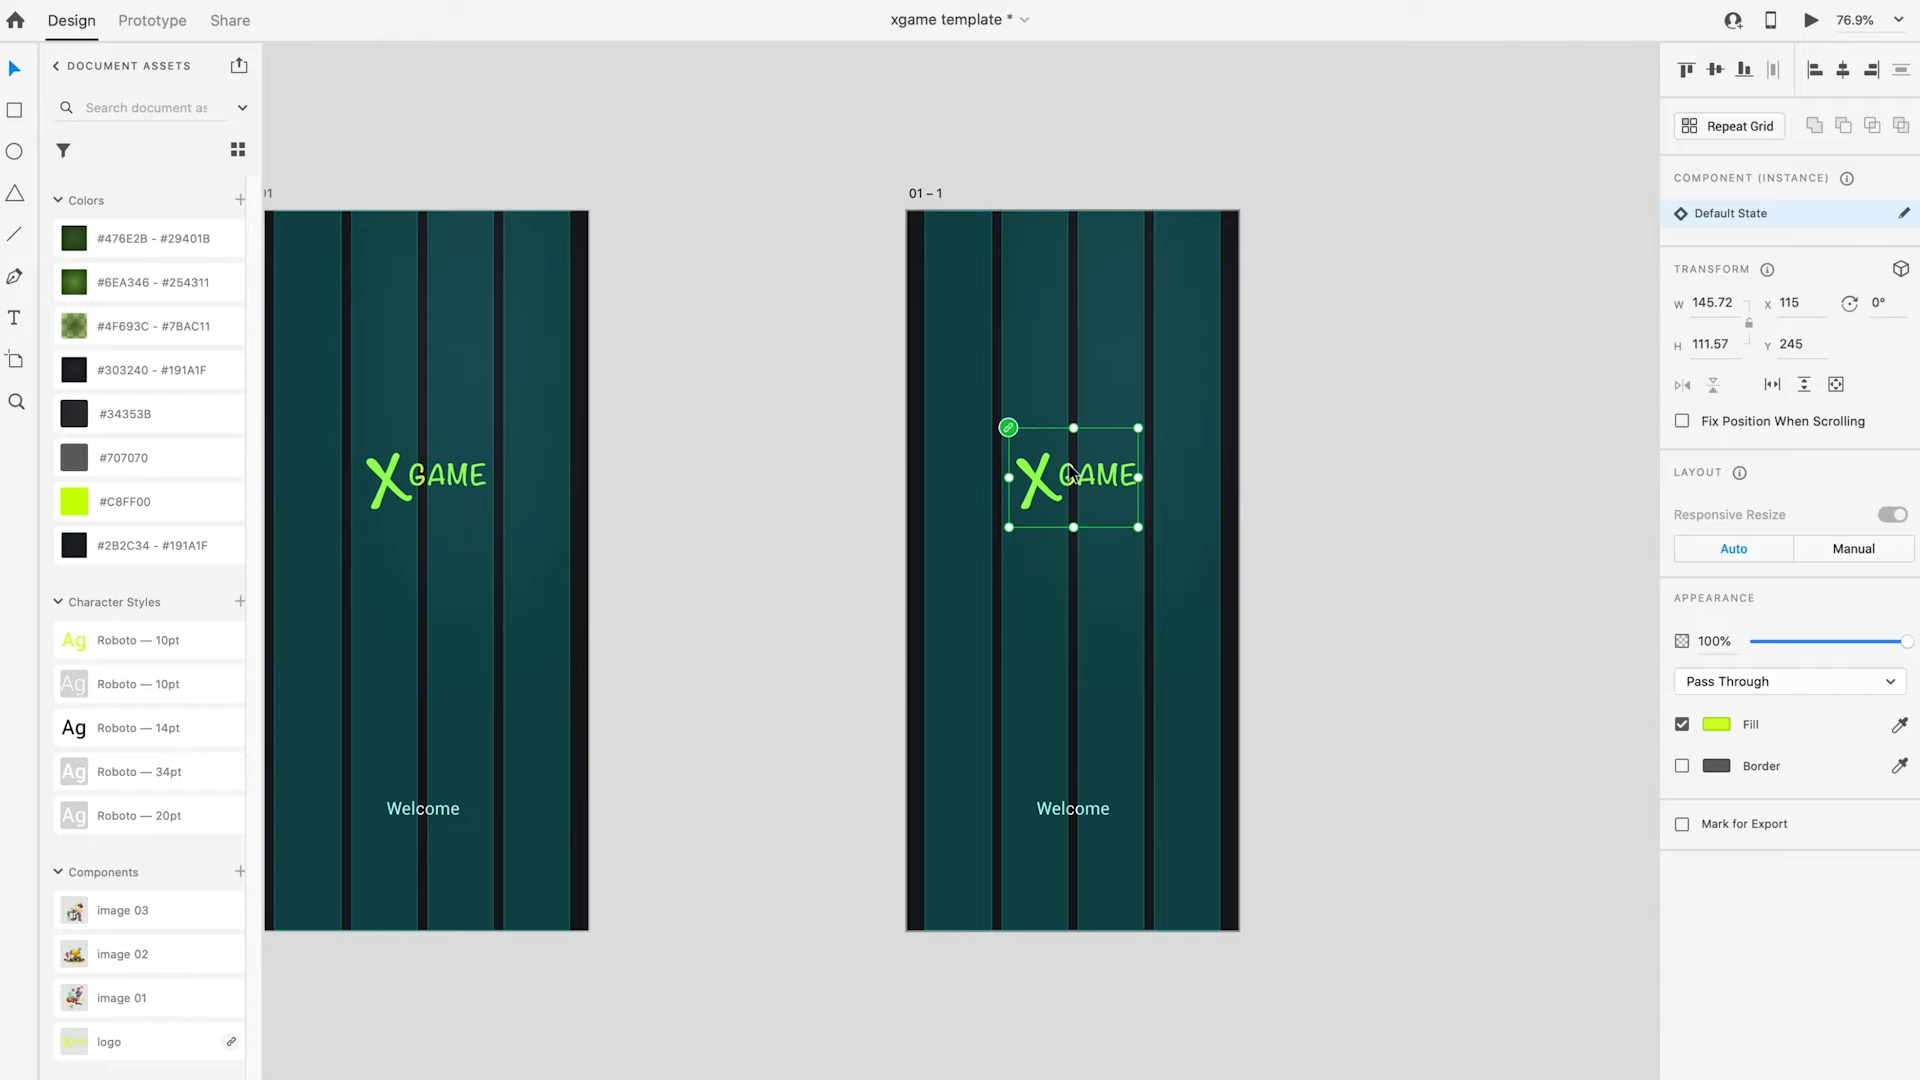 Design
Prototype
Share
xgame template *
76.9%
DOCUMENT ASSETS
Search document as
Colors
#476E2B - #29401B
#6EA346 - #254311
#4F693C - #7BAC11
#303240 - #191A1F
#34353B
#707070
#C8FF00
#2B2C34 - #191A1F
Character Styles
Ag Roboto — 10pt
Ag Roboto — 10pt
Ag Roboto — 14pt
Ag Roboto — 34pt
Ag Roboto — 20pt
Components
image 03
image 02
image 01
logo
01 – 1
X GAME
Welcome
X GAME
Welcome
Repeat Grid
COMPONENT (INSTANCE)
Default State
TRANSFORM
W 145.72 X 115 0°
H 111.57 Y 245
Fix Position When Scrolling
LAYOUT
Responsive Resize
Auto Manual
APPEARANCE
100%
Pass Through
Fill
Border
Mark for Export